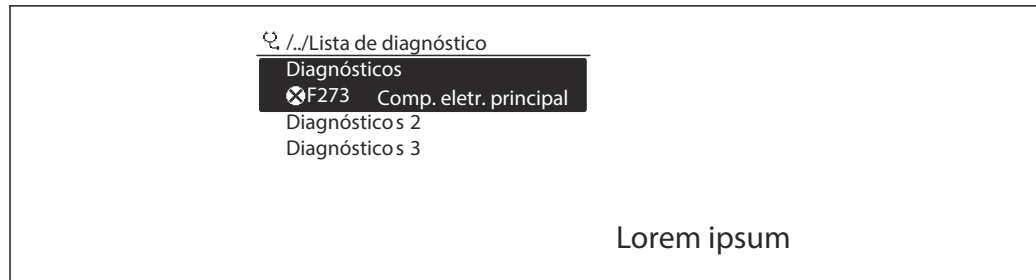 /../Lista de diagnóstico
Diagnósticos
F273 Comp. eletr. principal
Diagnósticos 2
Diagnósticos 3
Lorem ipsum